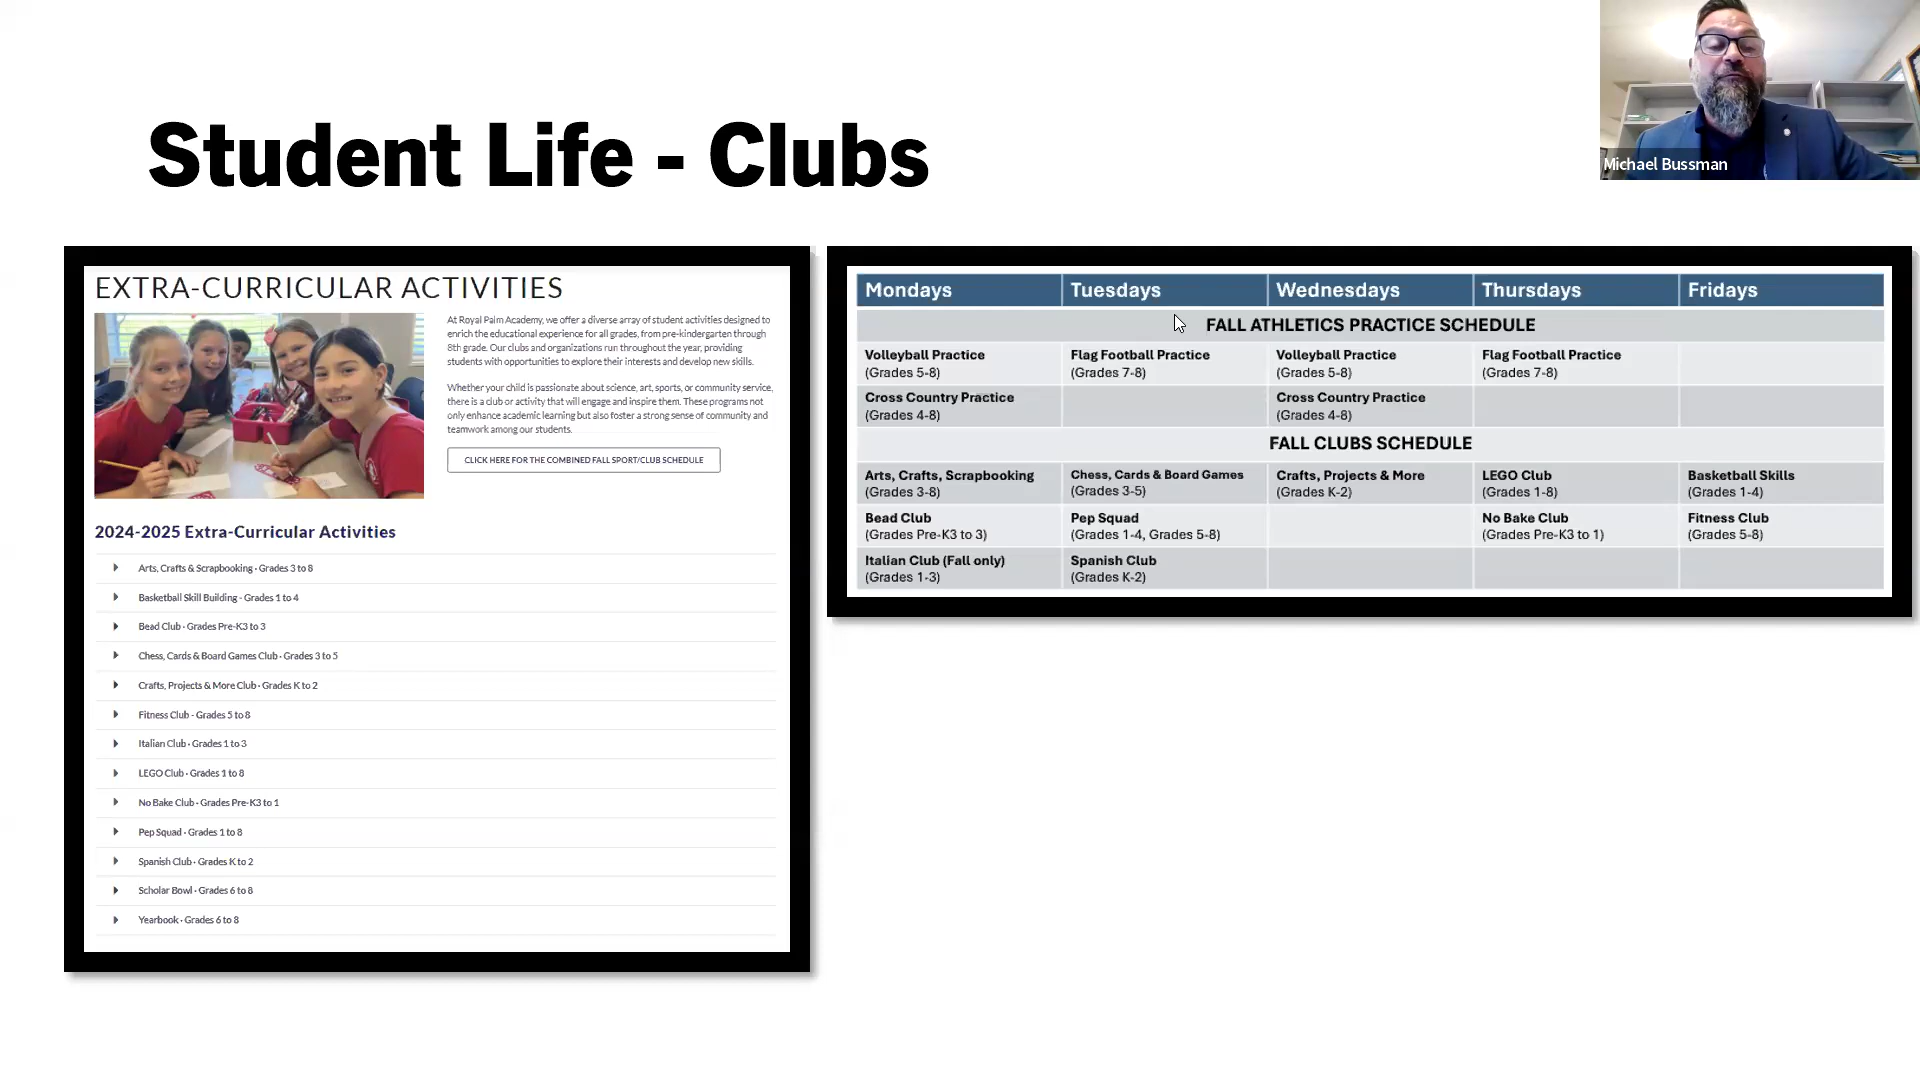 Student Life - Clubs
Michael Bussman
EXTRA-CURRICULAR ACTIVITIES
At Royal Palm Academy, we offer a diverse array of student activities designed to
enrich the educational experience for all grades, from pre-kindergarten through
8th grade. Our clubs and organizations run throughout the year, providing
students with opportunities to explore their interests and develop new skills.
Whether your child is passionate about science, art, sports, or community service,
there is a club or activity that will engage and inspire them. These programs not
only enhance academic learning but also foster a strong sense of community and
teamwork among our students.
CLICK HERE FOR THE COMBINED FALL SPORT/CLUB SCHEDULE
2024-2025 Extra-Curricular Activities
Arts, Crafts & Scrapbooking - Grades 3 to 8
Basketball Skill Building - Grades 1 to 4
Bead Club - Grades Pre-K3 to 3
Chess, Cards & Board Games Club - Grades 3 to 5
Crafts, Projects & More Club - Grades K to 2
Fitness Club - Grades 5 to 8
Italian Club - Grades 1 to 3
LEGO Club - Grades 1 to 8
No Bake Club - Grades Pre-K3 to 1
Pep Squad - Grades 1 to 8
Spanish Club - Grades K to 2
Scholar Bowl - Grades 6 to 8
Yearbook - Grades 6 to 8
Mondays Tuesdays Wednesdays Thursdays Fridays
FALL ATHLETICS PRACTICE SCHEDULE
Volleyball Practice Flag Football Practice Volleyball Practice Flag Football Practice
(Grades 5-8) (Grades 7-8) (Grades 5-8) (Grades 7-8)
Cross Country Practice Cross Country Practice
(Grades 4-8) (Grades 4-8)
FALL CLUBS SCHEDULE
Arts, Crafts, Scrapbooking Chess, Cards & Board Games Crafts, Projects & More LEGO Club Basketball Skills
(Grades 3-8) (Grades 3-5) (Grades K-2) (Grades 1-8) (Grades 1-4)
Bead Club Pep Squad No Bake Club Fitness Club
(Grades Pre-K3 to 3) (Grades 1-4, Grades 5-8) (Grades Pre-K3 to 1) (Grades 5-8)
Italian Club (Fall only) Spanish Club
(Grades 1-3) (Grades K-2)